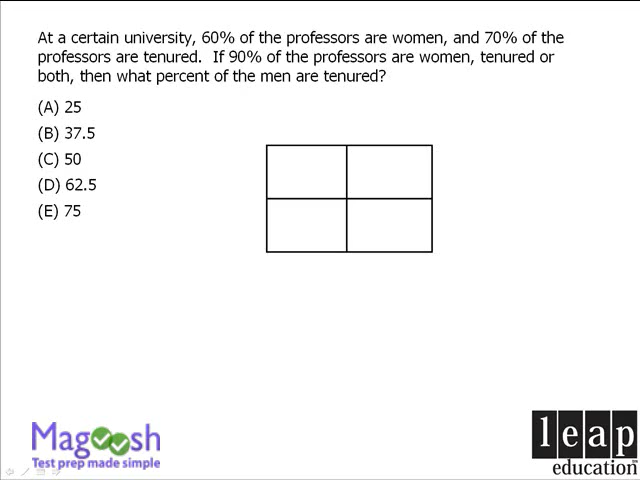 At a certain university, 60% of the professors are women, and 70% of the
professors are tenured.  If 90% of the professors are women, tenured or
both, then what percent of the men are tenured?
(A) 25
(B) 37.5
(C) 50
(D) 62.5
(E) 75
Magoosh
Test prep made simple
leap
education